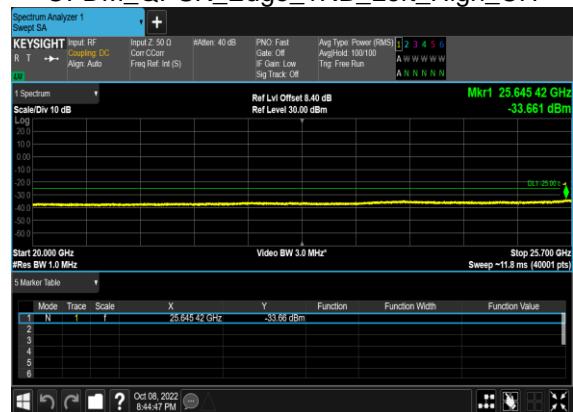 Spectrum Analyzer 1
Swept SA
+
KEYSIGHT Input: RF Input Z: 50 Ω #Atten: 40 dB PNO: Fast Avg Type: Power (RMS) 1 2 3 4 5 6
R T Coupling: DC Corr CCorr Gate: Off Avg|Hold: 100/100 A W W W W W
Align: Auto Freq Ref: Int (S) IF Gain: Low Trig: Free Run
LW Sig Track: Off A N N N N N
1 Spectrum Ref Lvl Offset 8.40 dB Mkr1 25.645 42 GHz
Scale/Div 10 dB Ref Level 30.00 dBm -33.661 dBm
Log
20.0
10.0
0.00
-10.0
-20.0 DL1 -25.00
-30.0
-40.0
-50.0
-60.0
Start 20.000 GHz Video BW 3.0 MHz* Stop 25.700 GHz
#Res BW 1.0 MHz Sweep ~11.8 ms (40001 pts)
5 Marker Table
Mode Trace Scale X Y Function Function Width Function Value
1 N 1 f 25.645 42 GHz -33.66 dBm
2
3
4
5
6
? Oct 08, 2022
8:44:47 PM